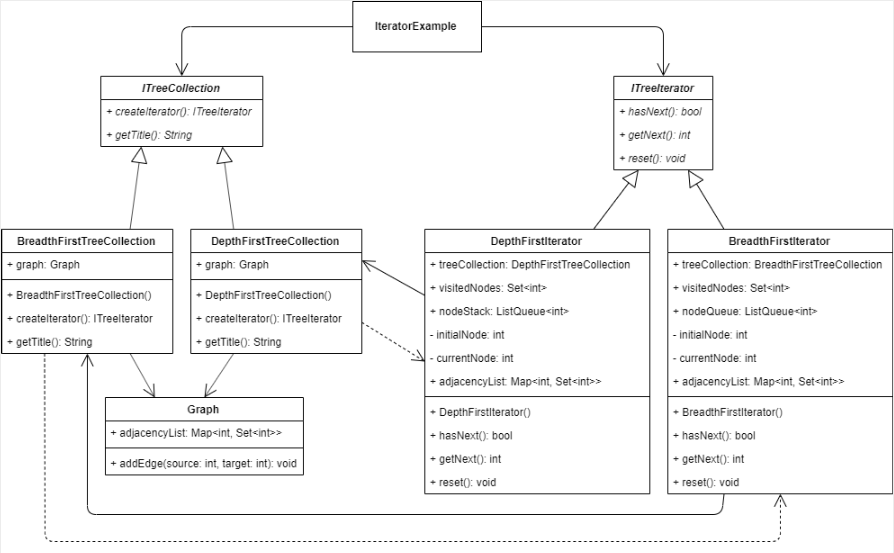 IteratorExample
ITreeCollection
+ createIterator(): ITreeIterator
+ getTitle(): String
ITreeIterator
+ hasNext(): bool
+ getNext(): int
+ reset(): void
BreadthFirstTreeCollection
+ graph: Graph
+ BreadthFirstTreeCollection()
+ createIterator(): ITreeIterator
+ getTitle(): String
DepthFirstTreeCollection
+ graph: Graph
+ DepthFirstTreeCollection()
+ createIterator(): ITreeIterator
+ getTitle(): String
DepthFirstIterator
+ treeCollection: DepthFirstTreeCollection
+ visitedNodes: Set<int>
+ nodeStack: ListQueue<int>
- initialNode: int
- currentNode: int
+ adjacencyList: Map<int, Set<int>>
+ DepthFirstIterator()
+ hasNext(): bool
+ getNext(): int
+ reset(): void
BreadthFirstIterator
+ treeCollection: BreadthFirstTreeCollection
+ visitedNodes: Set<int>
+ nodeQueue: ListQueue<int>
- initialNode: int
- currentNode: int
+ adjacencyList: Map<int, Set<int>>
+ BreadthFirstIterator()
+ hasNext(): bool
+ getNext(): int
+ reset(): void
Graph
+ adjacencyList: Map<int, Set<int>>
+ addEdge(source: int, target: int): void